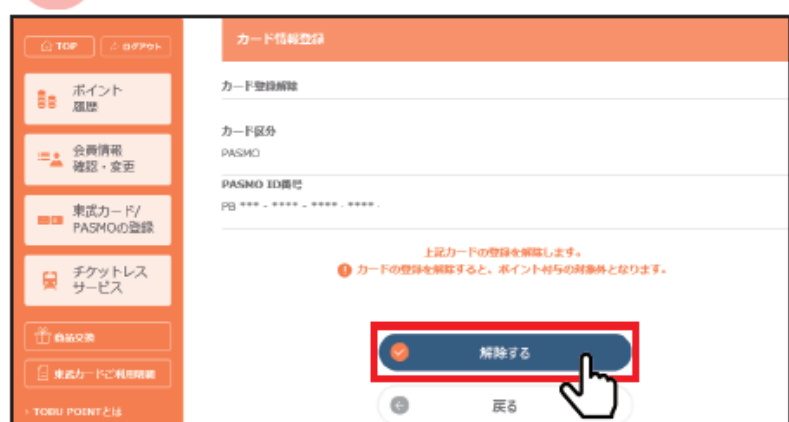 TOP
ログアウト
ポイント
履歴
会員情報
確認・変更
東武カード/
PASMOの登録
チケットレス
サービス
商品交換
東武カードご利用明細
› TOBU POINTとは
カード情報登録
カード登録解除
カード区分
PASMO
PASMO ID番号
PB *** - **** - **** - **** -
上記カードの登録を解除します。
カードの登録を解除すると、ポイント付与の対象外となります。
解除する
戻る